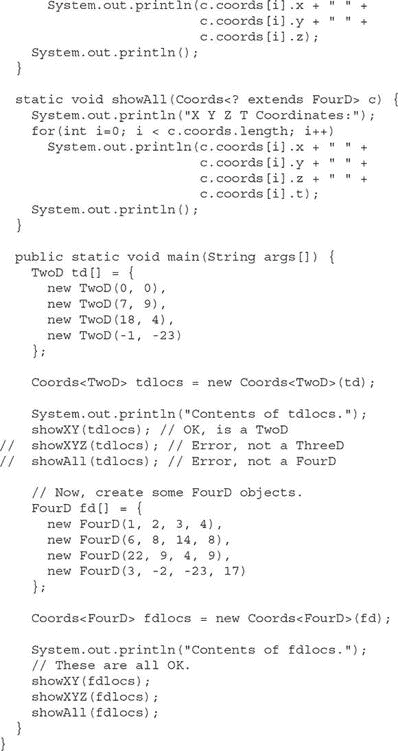 System.out.println(c.coords[i].x + " " +
                   c.coords[i].y + " " +
                   c.coords[i].z);
    System.out.println();
  }

  static void showAll(Coords<? extends FourD> c) {
    System.out.println("X Y Z T Coordinates:");
    for(int i=0; i < c.coords.length; i++)
      System.out.println(c.coords[i].x + " " +
                         c.coords[i].y + " " +
                         c.coords[i].z + " " +
                         c.coords[i].t);
    System.out.println();
  }

  public static void main(String args[]) {
    TwoD td[] = {
      new TwoD(0, 0),
      new TwoD(7, 9),
      new TwoD(18, 4),
      new TwoD(-1, -23)
    };

    Coords<TwoD> tdlocs = new Coords<TwoD>(td);

    System.out.println("Contents of tdlocs.");
    showXY(tdlocs); // OK, is a TwoD
//  showXYZ(tdlocs); // Error, not a ThreeD
//  showAll(tdlocs); // Error, not a FourD

    // Now, create some FourD objects.
    FourD fd[] = {
      new FourD(1, 2, 3, 4),
      new FourD(6, 8, 14, 8),
      new FourD(22, 9, 4, 9),
      new FourD(3, -2, -23, 17)
    };

    Coords<FourD> fdlocs = new Coords<FourD>(fd);

    System.out.println("Contents of fdlocs.");
    // These are all OK.
    showXY(fdlocs);
    showXYZ(fdlocs);
    showAll(fdlocs);
  }
}